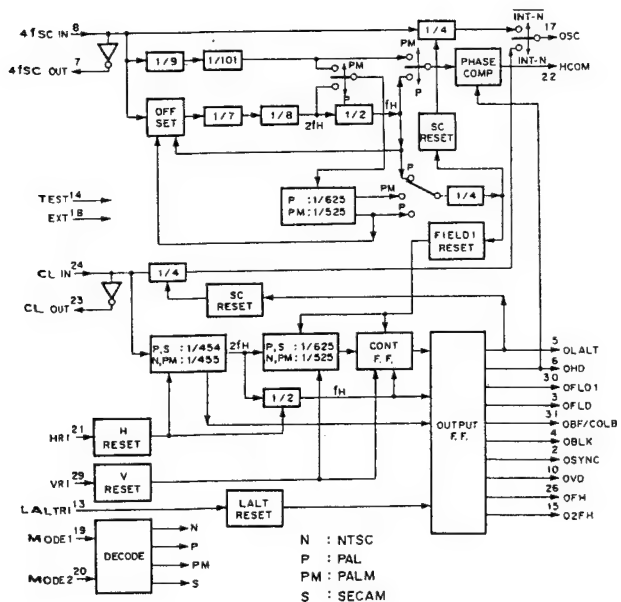 4fSC IN 8
1/4
INT-N
17
OSC
4fSC OUT 7
1/9
1/101
PM
PM
INT-N
PHASE
COMP
HCOM
22
OFF
SET
1/7
1/8
2fH
P
1/2
fH
P
SC
RESET
TEST 14
EXT 18
P :1/625
PM:1/525
PM
P
P
1/4
FIELD1
RESET
CL IN 24
CL OUT 23
1/4
SC
RESET
P,S :1/454
N,PM:1/455
2fH
P,S :1/625
N,PM:1/525
CONT
F.F.
1/2
fH
OUTPUT
F.F.
5 OLALT
6 OHD
30 OFLD1
3 OFLD
31 OBF/COLB
4 OBLK
2 OSYNC
10 OVD
26 OFH
15 O2FH
HRI 21
H
RESET
VRI 29
V
RESET
LALTRI 13
LALT
RESET
MODE1 19
MODE2 20
DECODE
N
P
PM
S
N : NTSC
P : PAL
PM : PALM
S : SECAM